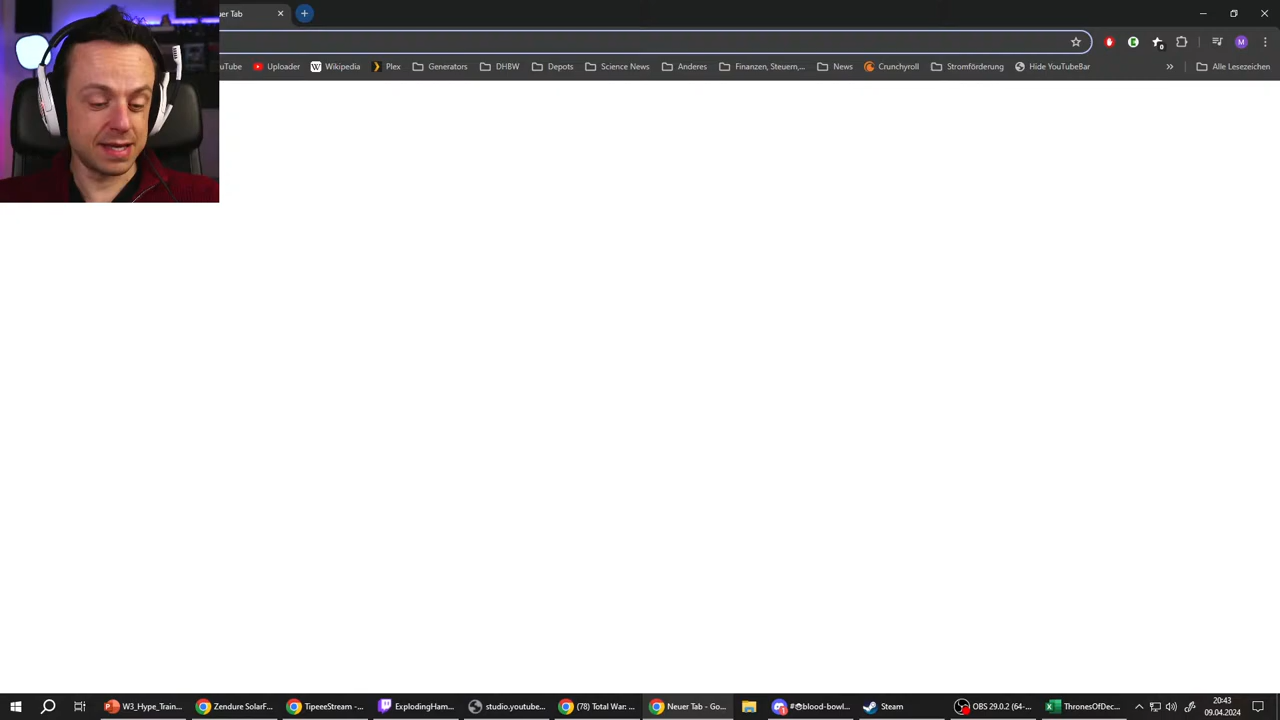 er Tab
uTube Uploader Wikipedia Plex Generators DHBW Depots Science News Anderes Finanzen, Steuern,... News Crunchyroll Stromförderung Hide YouTubeBar » Alle Lesezeichen
M
W3_Hype_Train... Zendure SolarF... TipeeeStream -... ExplodingHam... studio.youtube... (78) Total War: ... Neuer Tab - Go... #blood-bowl... Steam OBS 29.0.2 (64-... ThronesOfDec... 20:43
09.04.2024